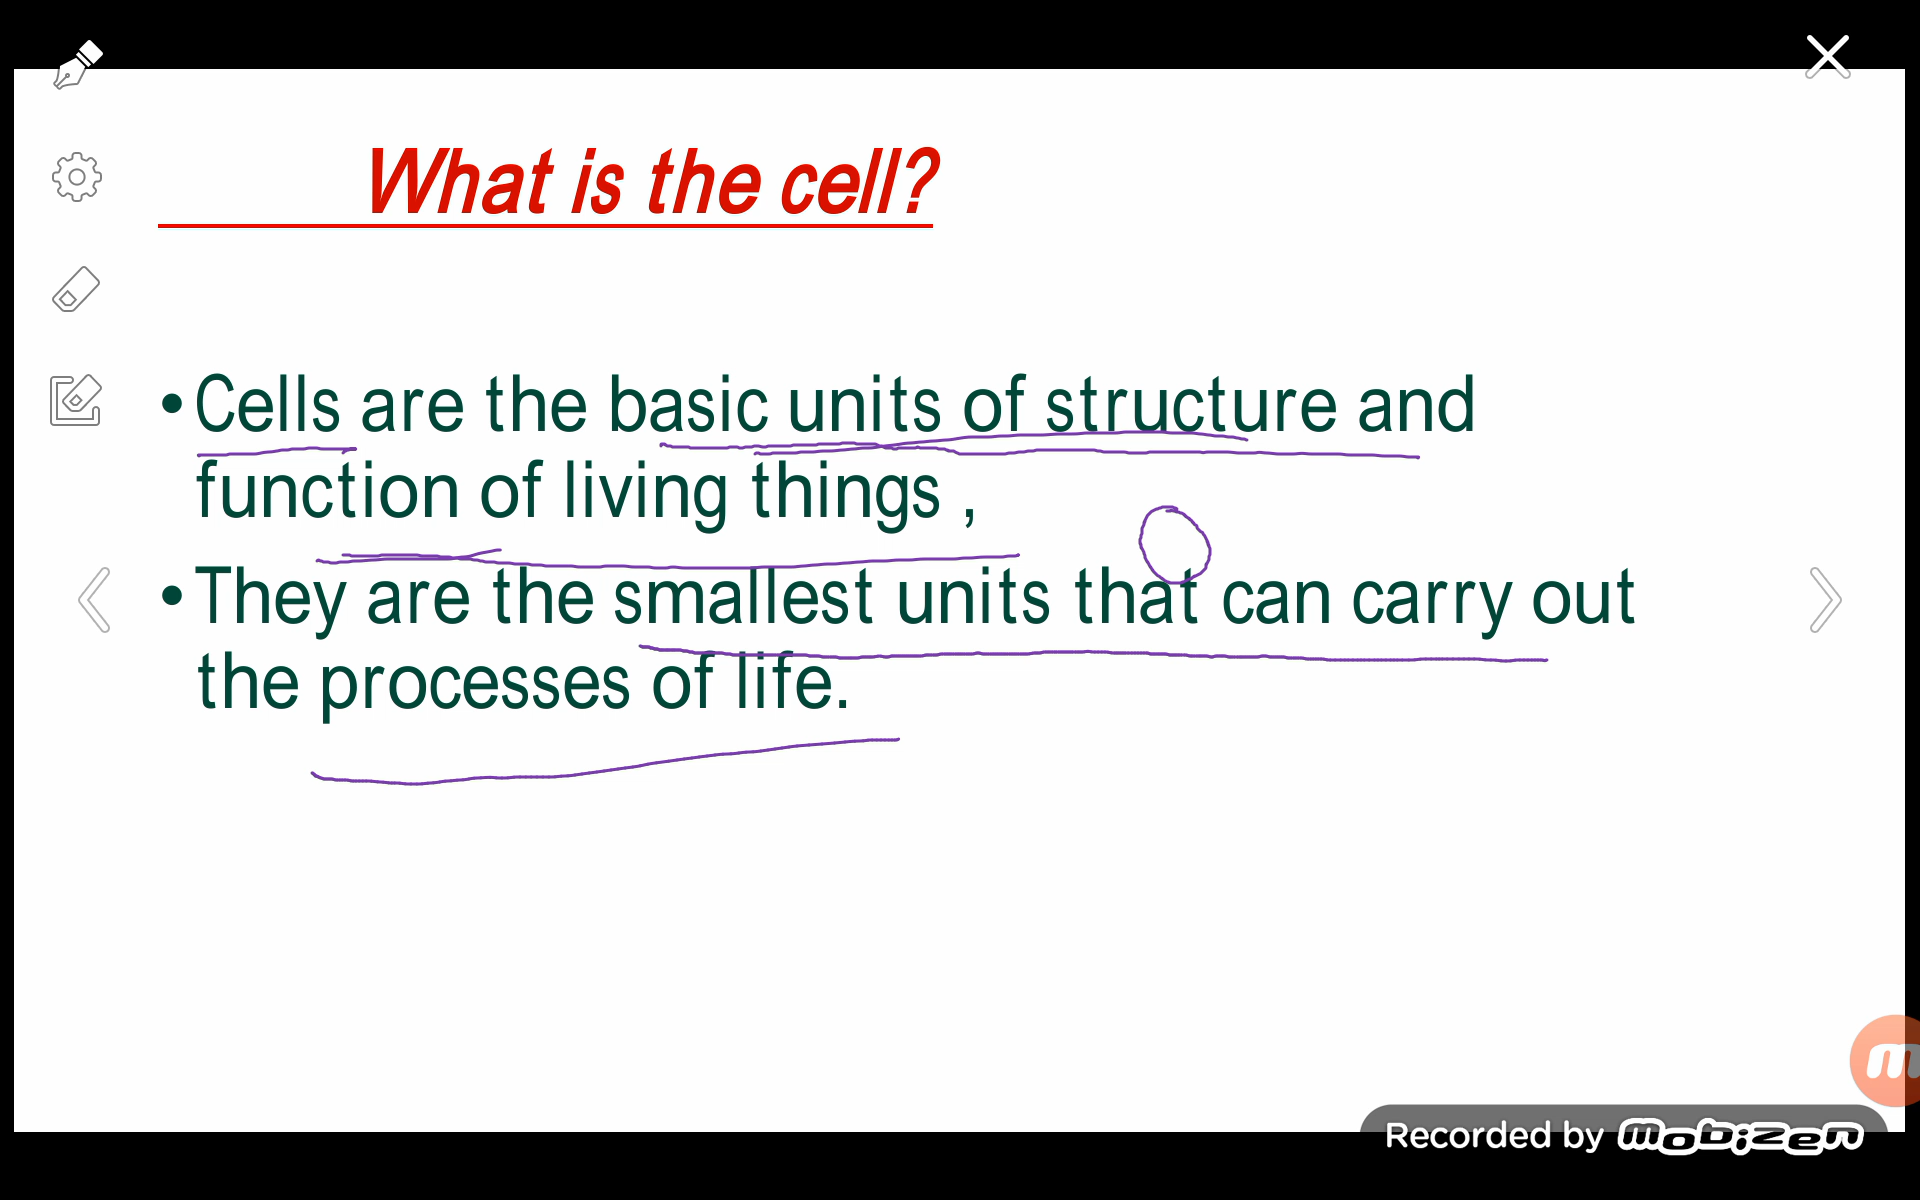 What is the cell?
• Cells are the basic units of structure and
function of living things ,
• They are the smallest units that can carry out
the processes of life.
m
Recorded by mobizen